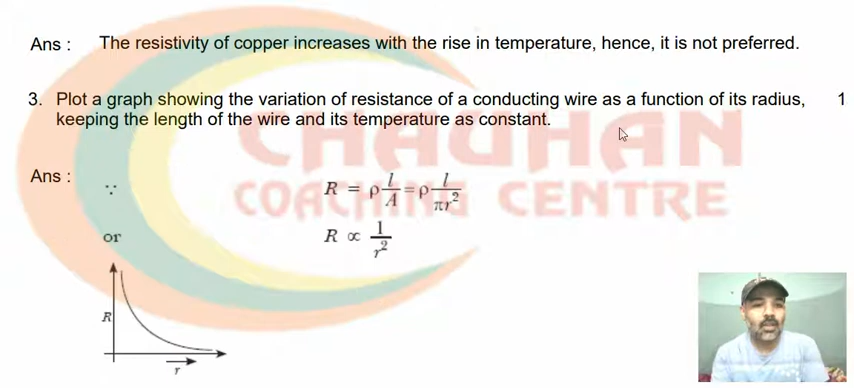 Ans : The resistivity of copper increases with the rise in temperature, hence, it is not preferred.
3. Plot a graph showing the variation of resistance of a conducting wire as a function of its radius, 1
keeping the length of the wire and its temperature as constant.
CHAUHAN
COACHING CENTRE
Ans : ∵ R = ρ l/A = ρ l/πr²
or R ∝ 1/r²
R
r